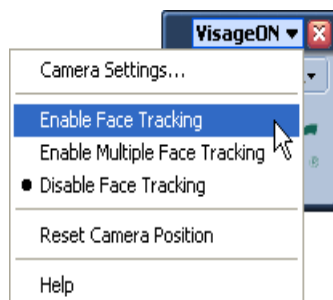 VisageON
Camera Settings...
Enable Face Tracking
Enable Multiple Face Tracking
Disable Face Tracking
Reset Camera Position
Help